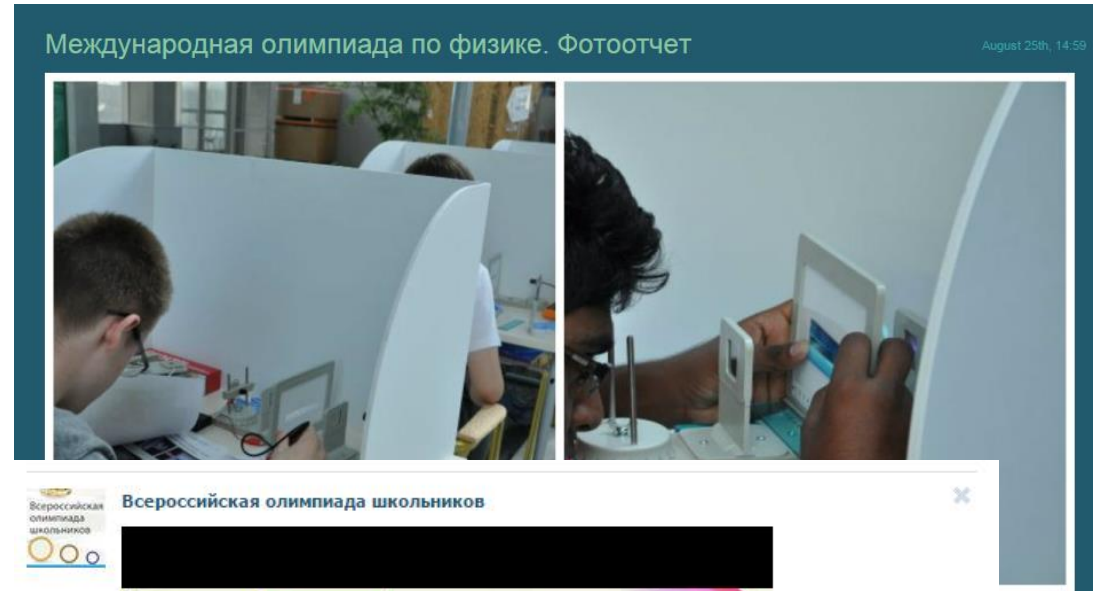 Международная олимпиада по физике. Фотоотчет
August 25th, 14:59
Всероссийская олимпиада школьников
Всероссийская
олимпиада
школьников